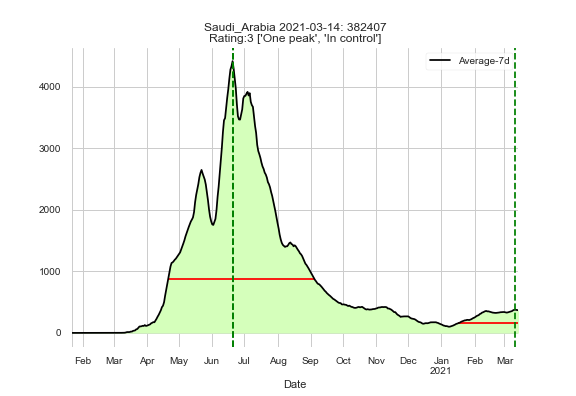 Saudi_Arabia 2021-03-14: 382407
Rating:3 ['One peak', 'In control']
Average-7d
4000
3000
2000
1000
0
Feb Mar Apr May Jun Jul Aug Sep Oct Nov Dec Jan Feb Mar
2021
Date